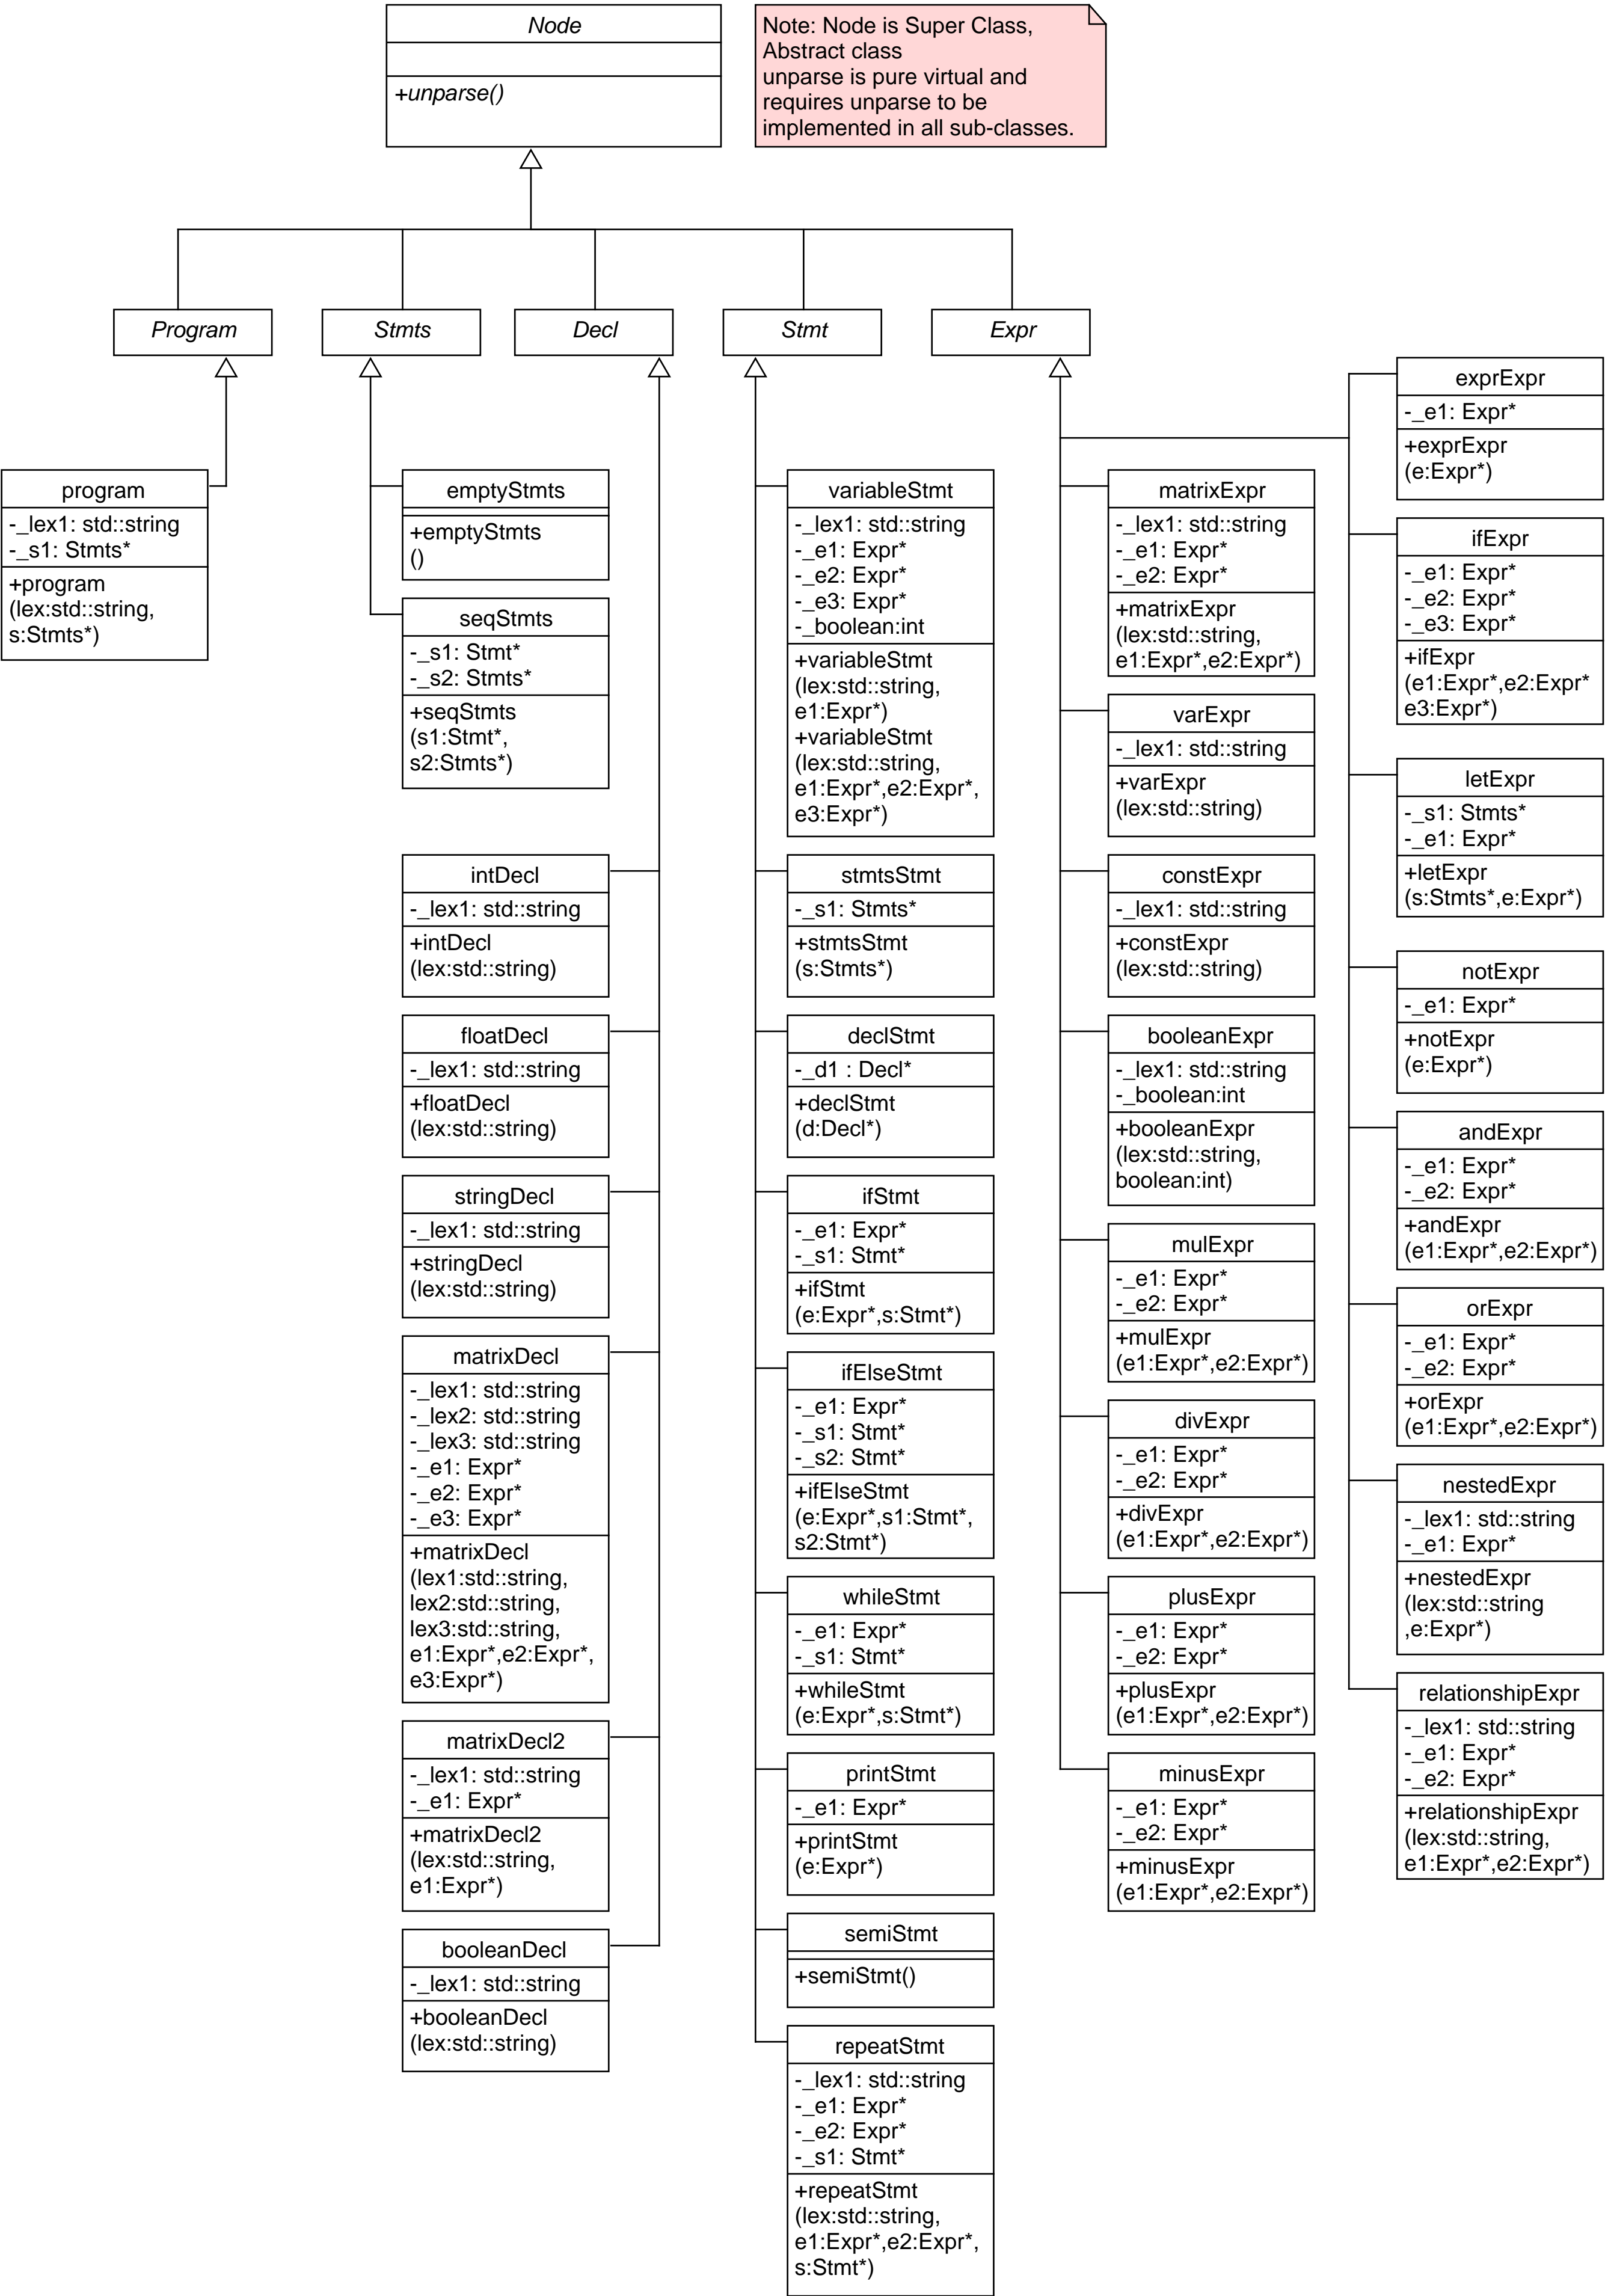 Node
+unparse()
Note: Node is Super Class,
Abstract class
unparse is pure virtual and
requires unparse to be
implemented in all sub-classes.
Program
Stmts
Decl
Stmt
Expr
program
-_lex1: std::string
-_s1: Stmts*
+program
(lex:std::string,
s:Stmts*)
emptyStmts
+emptyStmts
()
seqStmts
-_s1: Stmt*
-_s2: Stmts*
+seqStmts
(s1:Stmt*,
s2:Stmts*)
intDecl
-_lex1: std::string
+intDecl
(lex:std::string)
floatDecl
-_lex1: std::string
+floatDecl
(lex:std::string)
stringDecl
-_lex1: std::string
+stringDecl
(lex:std::string)
matrixDecl
-_lex1: std::string
-_lex2: std::string
-_lex3: std::string
-_e1: Expr*
-_e2: Expr*
-_e3: Expr*
+matrixDecl
(lex1:std::string,
lex2:std::string,
lex3:std::string,
e1:Expr*,e2:Expr*,
e3:Expr*)
matrixDecl2
-_lex1: std::string
-_e1: Expr*
+matrixDecl2
(lex:std::string,
e1:Expr*)
booleanDecl
-_lex1: std::string
+booleanDecl
(lex:std::string)
variableStmt
-_lex1: std::string
-_e1: Expr*
-_e2: Expr*
-_e3: Expr*
-_boolean:int
+variableStmt
(lex:std::string,
e1:Expr*)
+variableStmt
(lex:std::string,
e1:Expr*,e2:Expr*,
e3:Expr*)
stmtsStmt
-_s1: Stmts*
+stmtsStmt
(s:Stmts*)
declStmt
-_d1 : Decl*
+declStmt
(d:Decl*)
ifStmt
-_e1: Expr*
-_s1: Stmt*
+ifStmt
(e:Expr*,s:Stmt*)
ifElseStmt
-_e1: Expr*
-_s1: Stmt*
-_s2: Stmt*
+ifElseStmt
(e:Expr*,s1:Stmt*,
s2:Stmt*)
whileStmt
-_e1: Expr*
-_s1: Stmt*
+whileStmt
(e:Expr*,s:Stmt*)
printStmt
-_e1: Expr*
+printStmt
(e:Expr*)
semiStmt
+semiStmt()
repeatStmt
-_lex1: std::string
-_e1: Expr*
-_e2: Expr*
-_s1: Stmt*
+repeatStmt
(lex:std::string,
e1:Expr*,e2:Expr*,
s:Stmt*)
matrixExpr
-_lex1: std::string
-_e1: Expr*
-_e2: Expr*
+matrixExpr
(lex:std::string,
e1:Expr*,e2:Expr*)
varExpr
-_lex1: std::string
+varExpr
(lex:std::string)
constExpr
-_lex1: std::string
+constExpr
(lex:std::string)
booleanExpr
-_lex1: std::string
-_boolean:int
+booleanExpr
(lex:std::string,
boolean:int)
mulExpr
-_e1: Expr*
-_e2: Expr*
+mulExpr
(e1:Expr*,e2:Expr*)
divExpr
-_e1: Expr*
-_e2: Expr*
+divExpr
(e1:Expr*,e2:Expr*)
plusExpr
-_e1: Expr*
-_e2: Expr*
+plusExpr
(e1:Expr*,e2:Expr*)
minusExpr
-_e1: Expr*
-_e2: Expr*
+minusExpr
(e1:Expr*,e2:Expr*)
exprExpr
-_e1: Expr*
+exprExpr
(e:Expr*)
ifExpr
-_e1: Expr*
-_e2: Expr*
-_e3: Expr*
+ifExpr
(e1:Expr*,e2:Expr*
e3:Expr*)
letExpr
-_s1: Stmts*
-_e1: Expr*
+letExpr
(s:Stmts*,e:Expr*)
notExpr
-_e1: Expr*
+notExpr
(e:Expr*)
andExpr
-_e1: Expr*
-_e2: Expr*
+andExpr
(e1:Expr*,e2:Expr*)
orExpr
-_e1: Expr*
-_e2: Expr*
+orExpr
(e1:Expr*,e2:Expr*)
nestedExpr
-_lex1: std::string
-_e1: Expr*
+nestedExpr
(lex:std::string
,e:Expr*)
relationshipExpr
-_lex1: std::string
-_e1: Expr*
-_e2: Expr*
+relationshipExpr
(lex:std::string,
e1:Expr*,e2:Expr*)